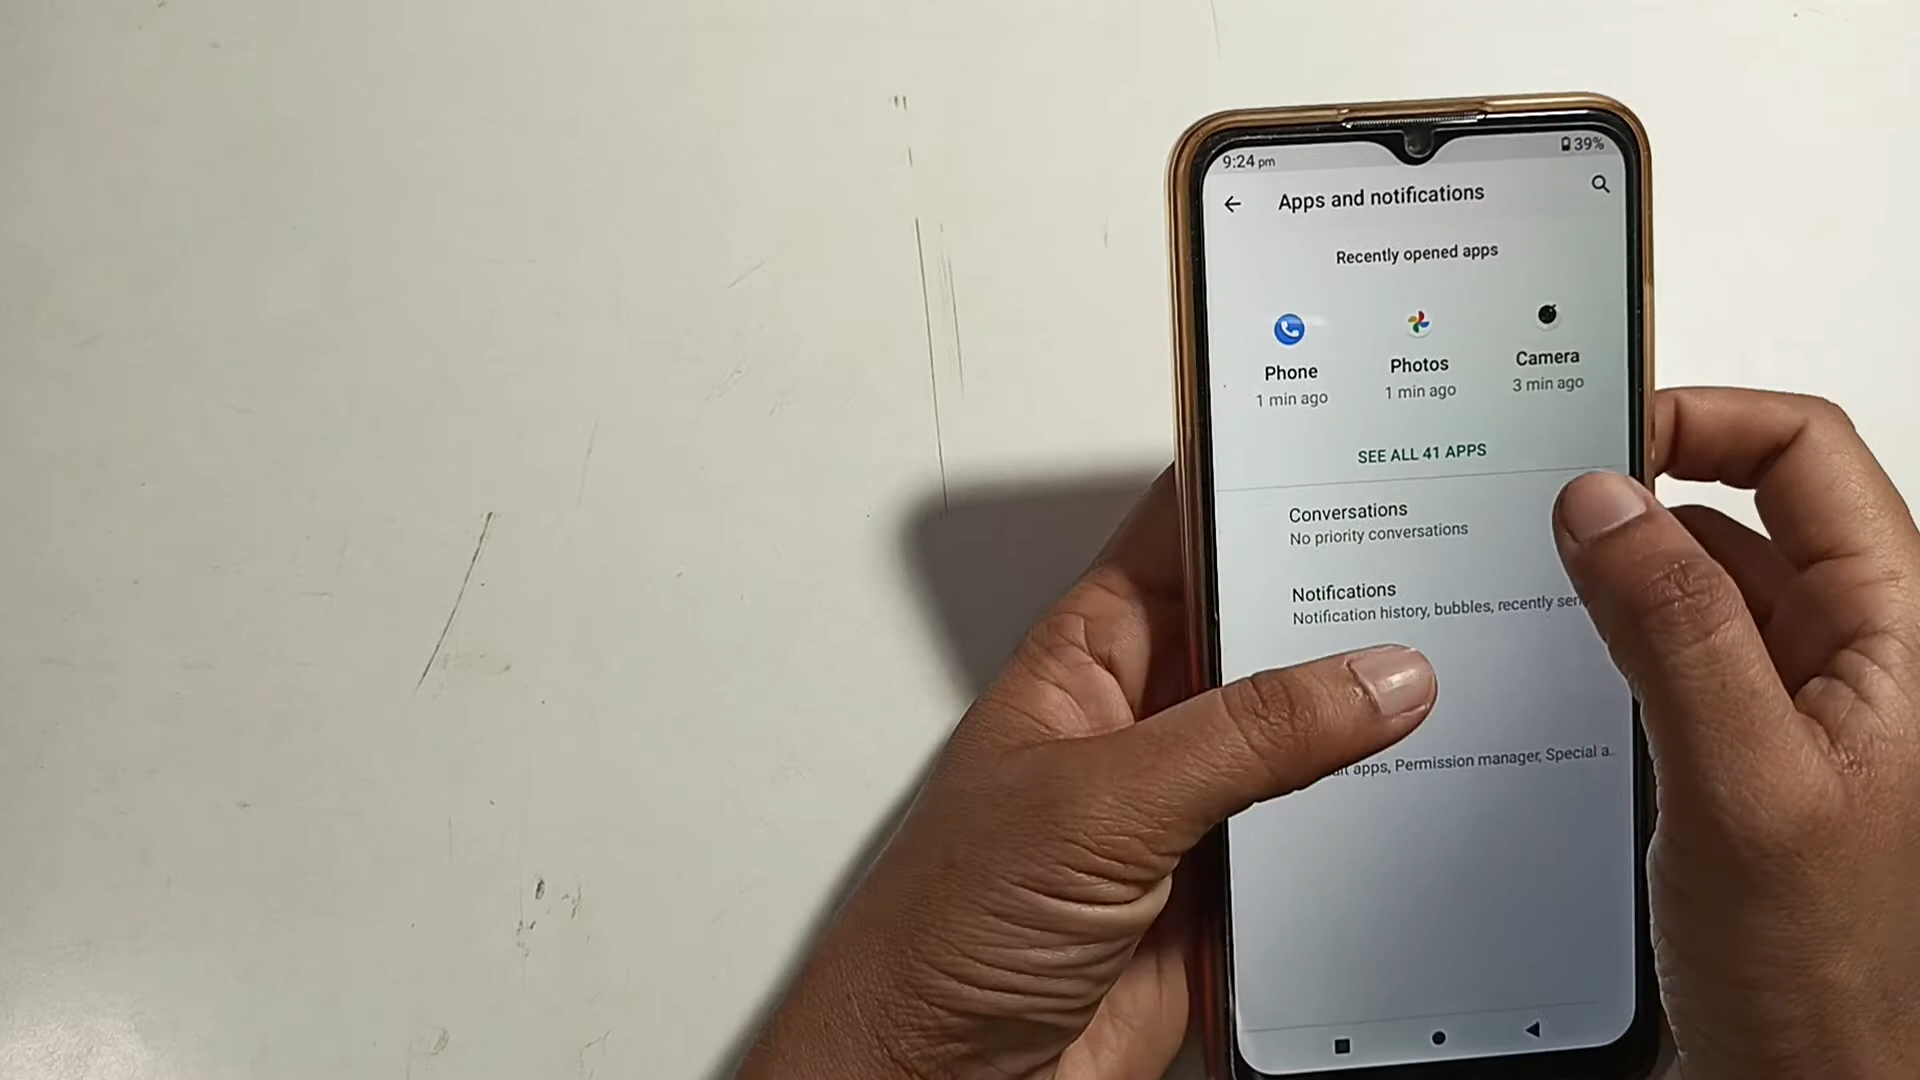 9:24 pm
39%
Apps and notifications
Recently opened apps
Phone
Photos
Camera
1 min ago
1 min ago
3 min ago
SEE ALL 41 APPS
Conversations
No priority conversations
Notifications
Notification history, bubbles, recently
apps, Permission manager, Special a..